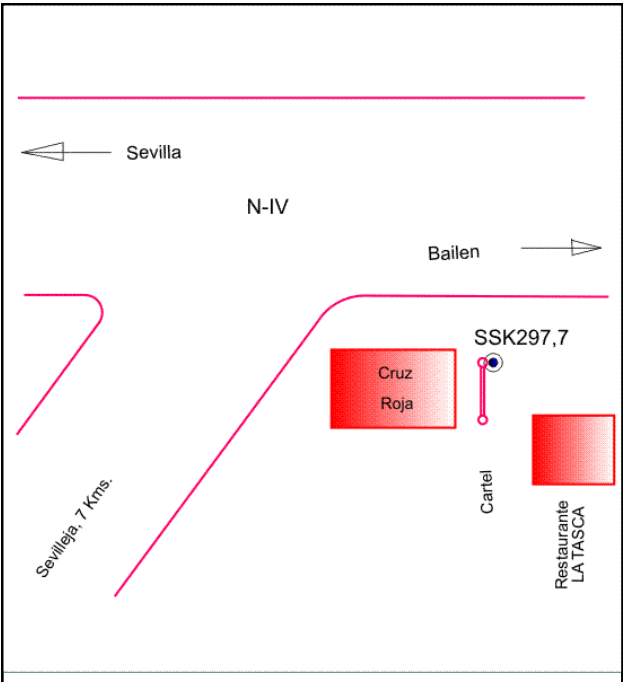 Sevilla
N-IV
Bailen
SSK297,7
Cruz
Roja
Cartel
Sevilleja, 7 Kms.
Restaurante
LA TASCA